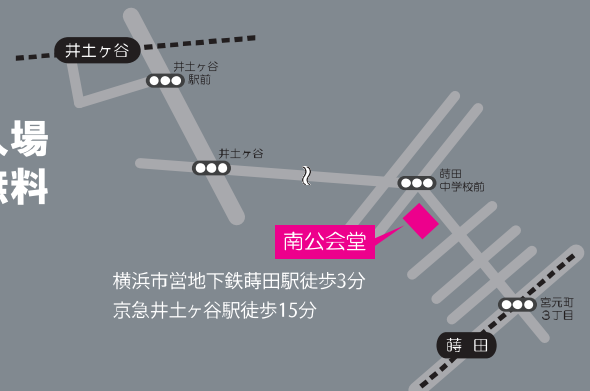 井土ヶ谷
井土ヶ谷
駅前
入場
無料
井土ヶ谷
蒔田
中学校前
南公会堂
横浜市営地下鉄蒔田駅徒歩3分
京急井土ヶ谷駅徒歩15分
宮元町
3丁目
蒔 田